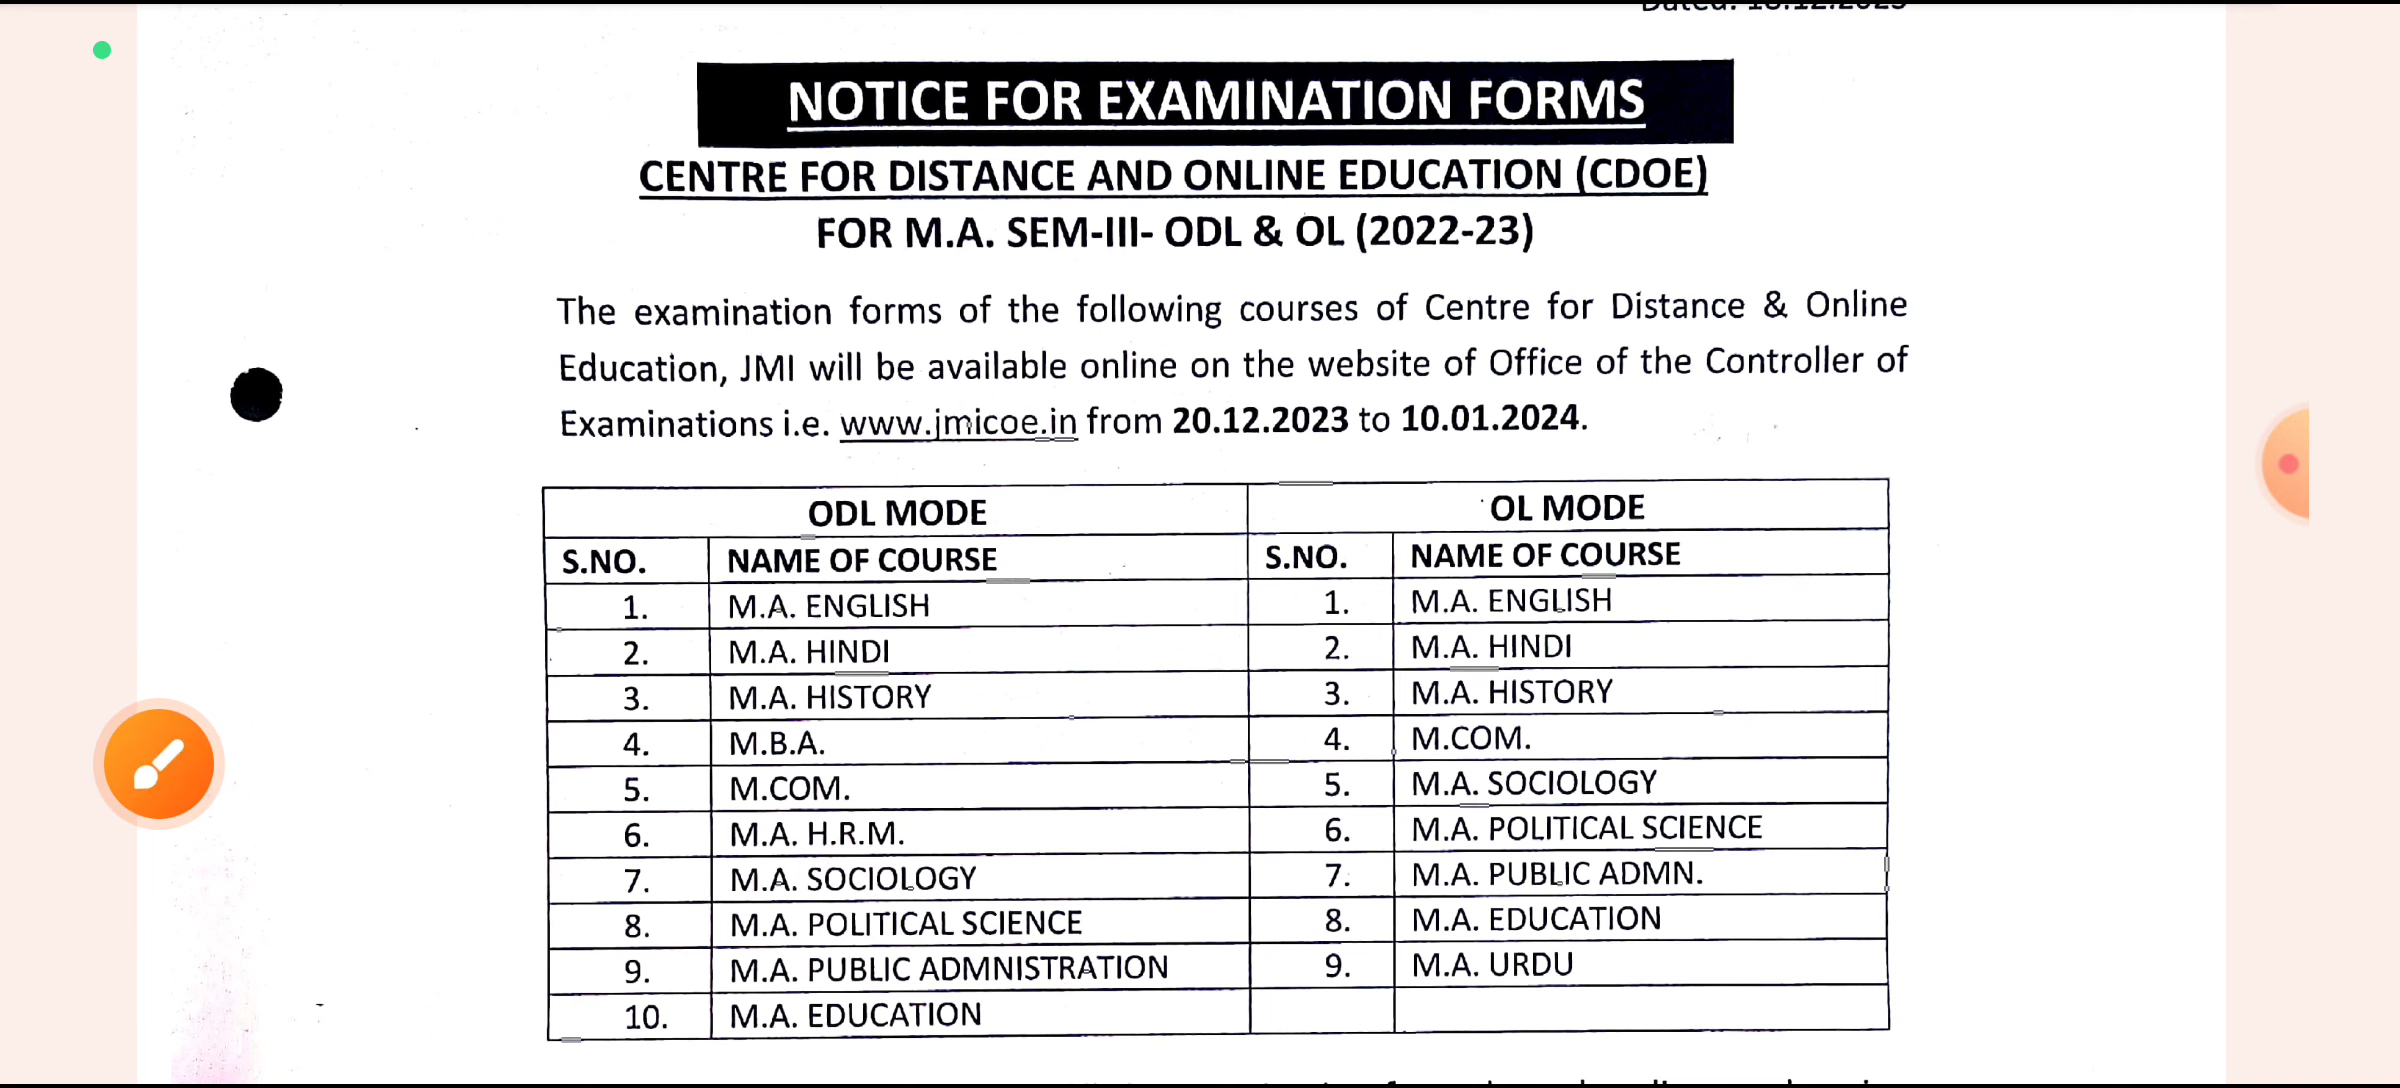 NOTICE FOR EXAMINATION FORMS
CENTRE FOR DISTANCE AND ONLINE EDUCATION (CDOE)
FOR M.A. SEM-III- ODL & OL (2022-23)
The examination forms of the following courses of Centre for Distance & Online
Education, JMI will be available online on the website of Office of the Controller of
Examinations i.e. www.jmicoe.in from 20.12.2023 to 10.01.2024.
ODL MODE OL MODE
S.NO. NAME OF COURSE S.NO. NAME OF COURSE
1. M.A. ENGLISH 1. M.A. ENGLISH
2. M.A. HINDI 2. M.A. HINDI
3. M.A. HISTORY 3. M.A. HISTORY
4. M.B.A. 4. M.COM.
5. M.COM. 5. M.A. SOCIOLOGY
6. M.A. H.R.M. 6. M.A. POLITICAL SCIENCE
7. M.A. SOCIOLOGY 7. M.A. PUBLIC ADMN.
8. M.A. POLITICAL SCIENCE 8. M.A. EDUCATION
9. M.A. PUBLIC ADMNISTRATION 9. M.A. URDU
10. M.A. EDUCATION